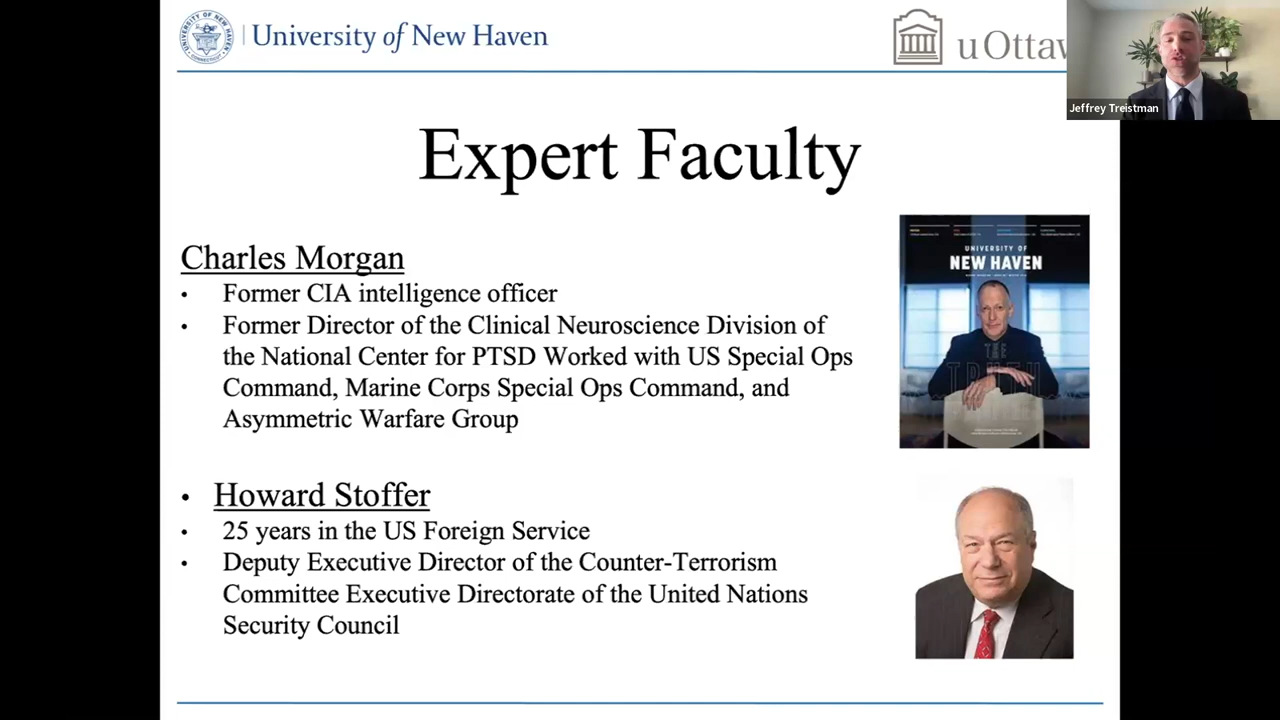 University of New Haven
uOttaw
Jeffrey Treistman
Expert Faculty
Charles Morgan
• Former CIA intelligence officer
• Former Director of the Clinical Neuroscience Division of
the National Center for PTSD Worked with US Special Ops
Command, Marine Corps Special Ops Command, and
Asymmetric Warfare Group
UNIVERSITY OF
NEW HAVEN
THE
TRUTH
• Howard Stoffer
• 25 years in the US Foreign Service
• Deputy Executive Director of the Counter-Terrorism
Committee Executive Directorate of the United Nations
Security Council